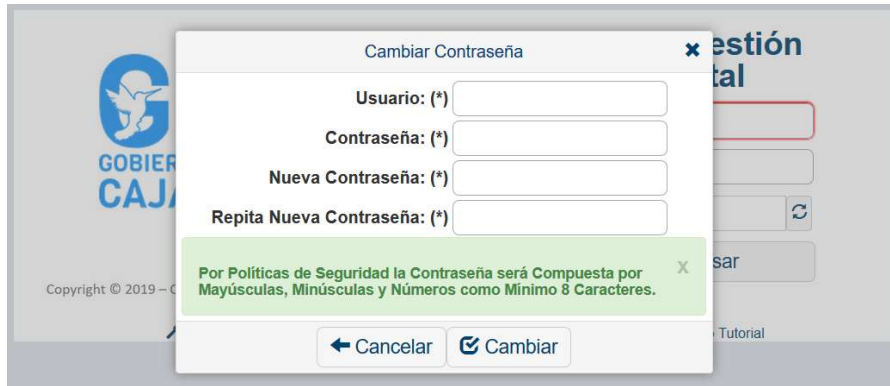 Cambiar Contraseña
estión
tal
Usuario: (*)
Contraseña: (*)
Nueva Contraseña: (*)
Repita Nueva Contraseña: (*)
GOBIER
CAJA
Por Políticas de Seguridad la Contraseña será Compuesta por
Mayúsculas, Minúsculas y Números como Mínimo 8 Caracteres.
x
sar
Copyright © 2019 – C
Cancelar
Cambiar
Tutorial